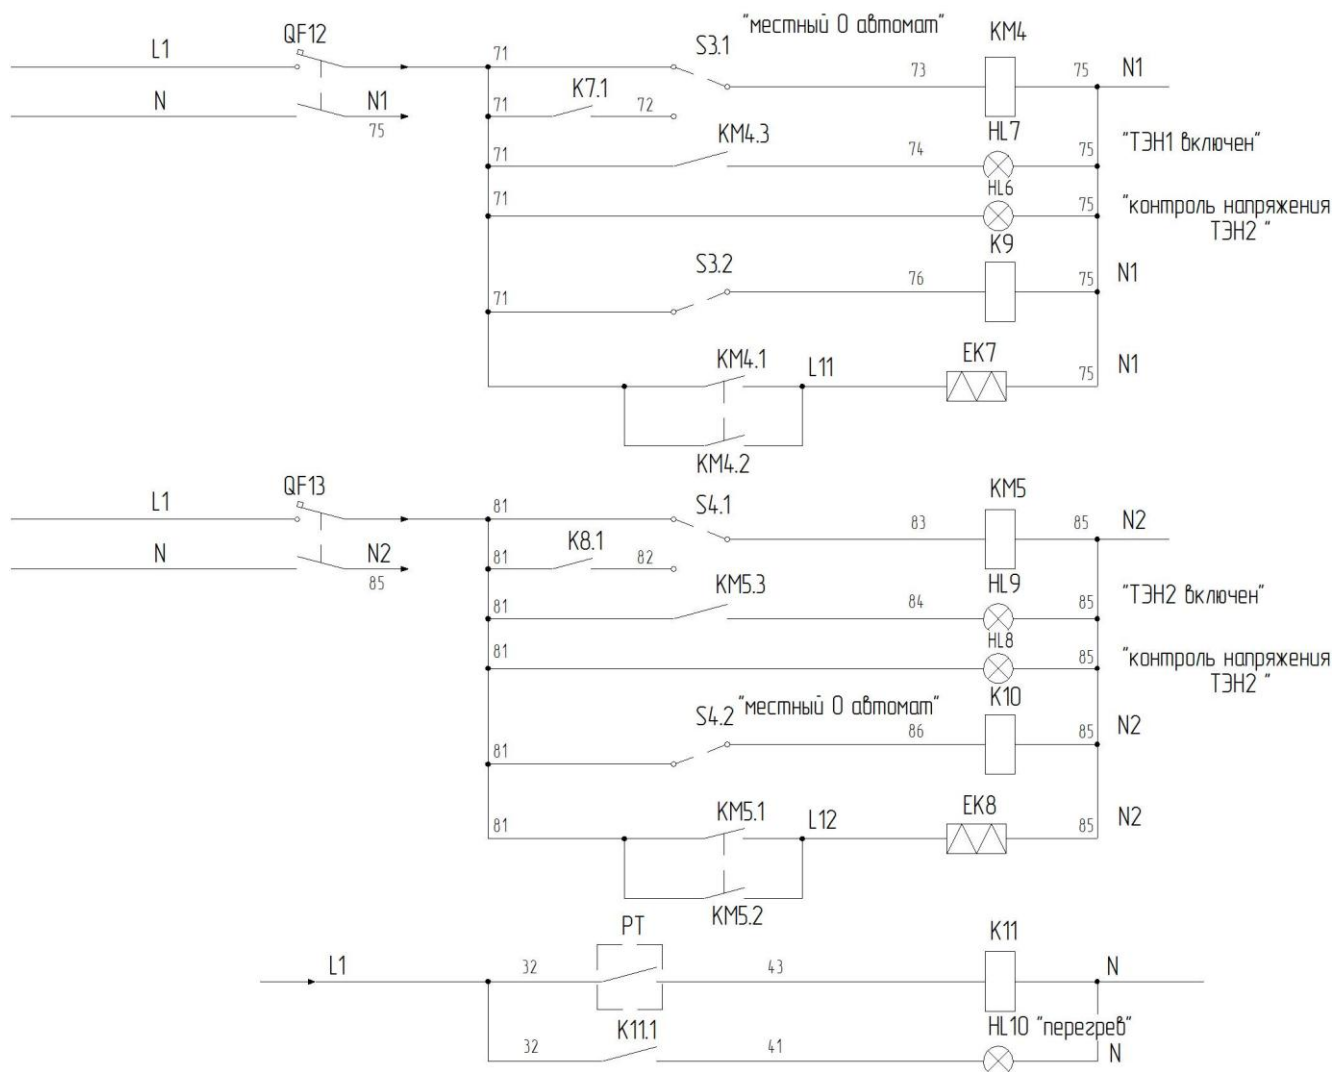 "местный 0 автомат"
QF12
L1
71
S3.1
73
KM4
75
N1
N
N1
75
71
K7.1
72
HL7
71
KM4.3
74
75
"ТЭН1 включен"
HL6
71
75
"контроль напряжения
ТЭН2 "
K9
71
S3.2
76
75
N1
KM4.1
L11
EK7
75
N1
KM4.2
QF13
L1
81
S4.1
83
KM5
85
N2
N
N2
85
81
K8.1
82
HL9
81
KM5.3
84
85
"ТЭН2 включен"
HL8
81
85
"контроль напряжения
ТЭН2 "
K10
81
S4.2
"местный 0 автомат"
86
85
N2
81
KM5.1
L12
EK8
85
N2
KM5.2
PT
K11
L1
32
43
N
K11.1
HL10 "перегрев"
32
41
N